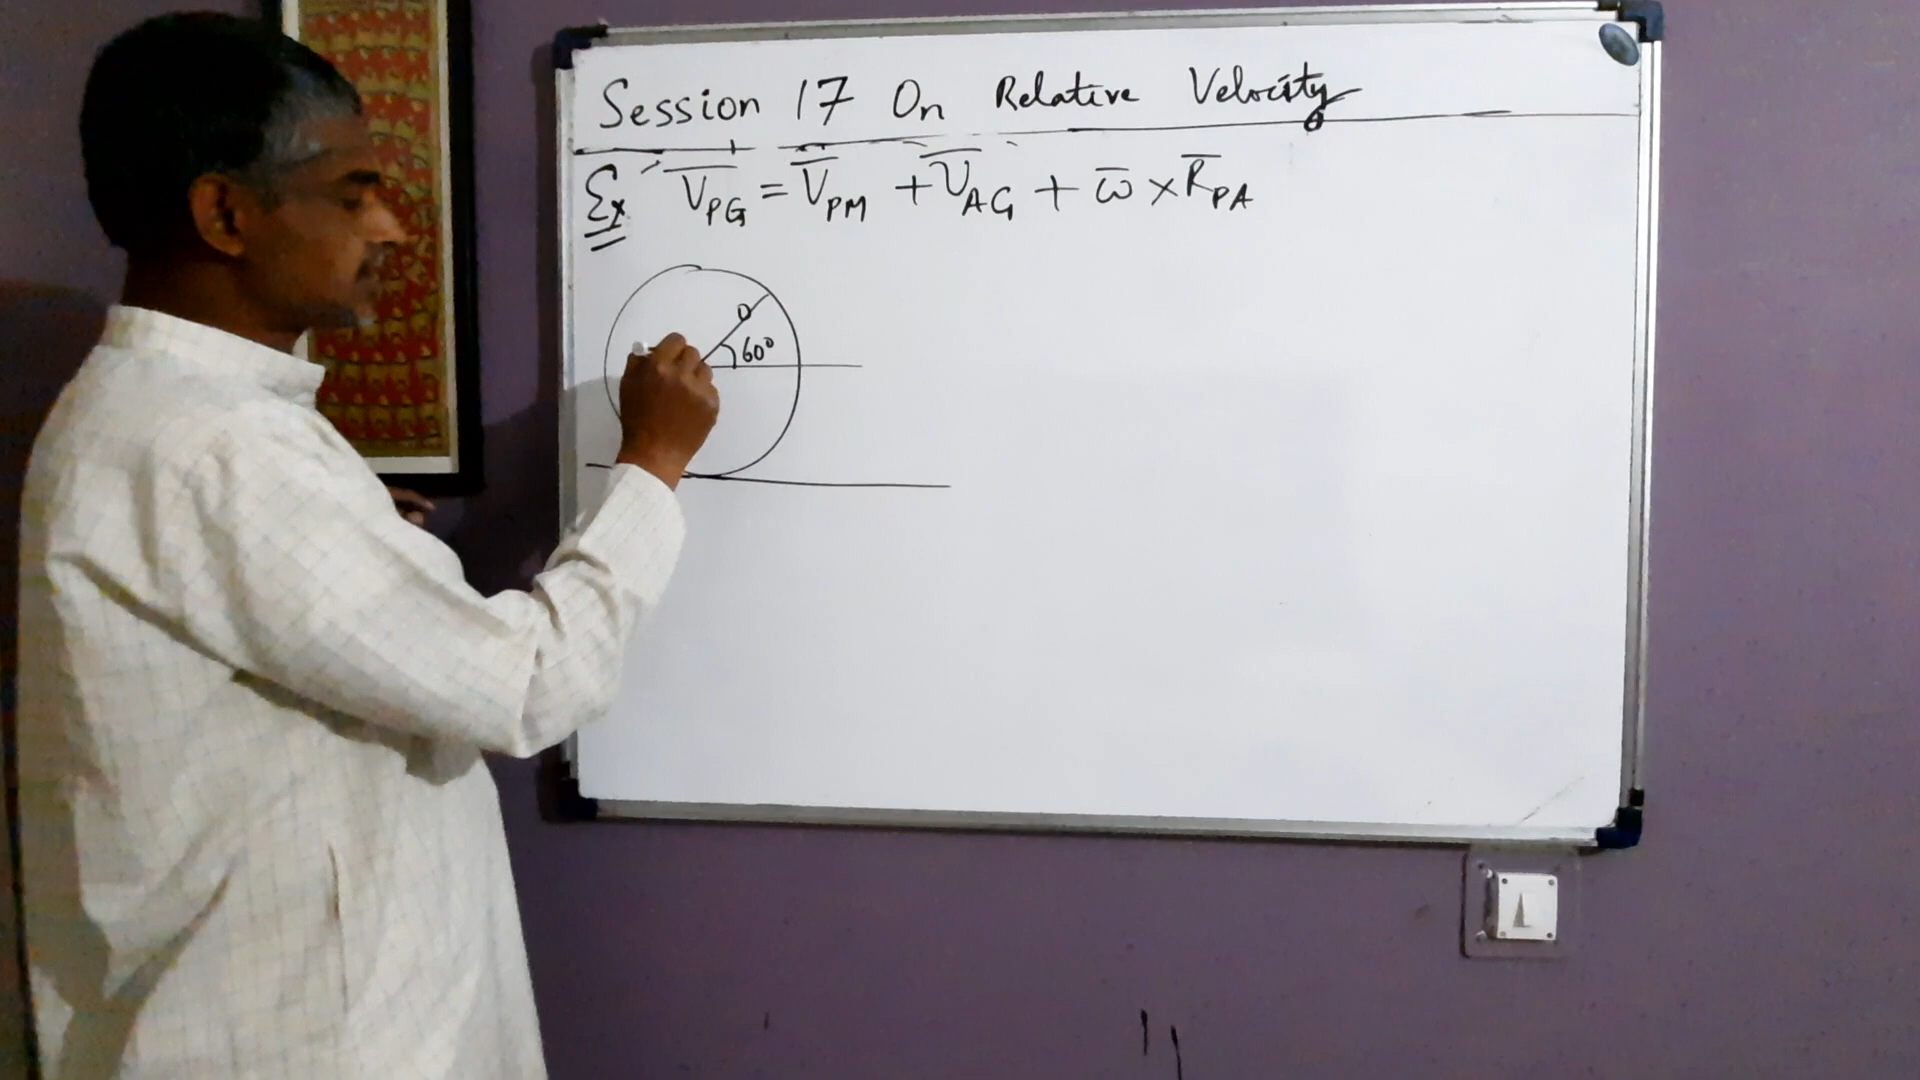 Session 17 On Relative Velocity
Ex V̅PG = V̅PM + V̅AG + ω̅ × R̅PA
60°